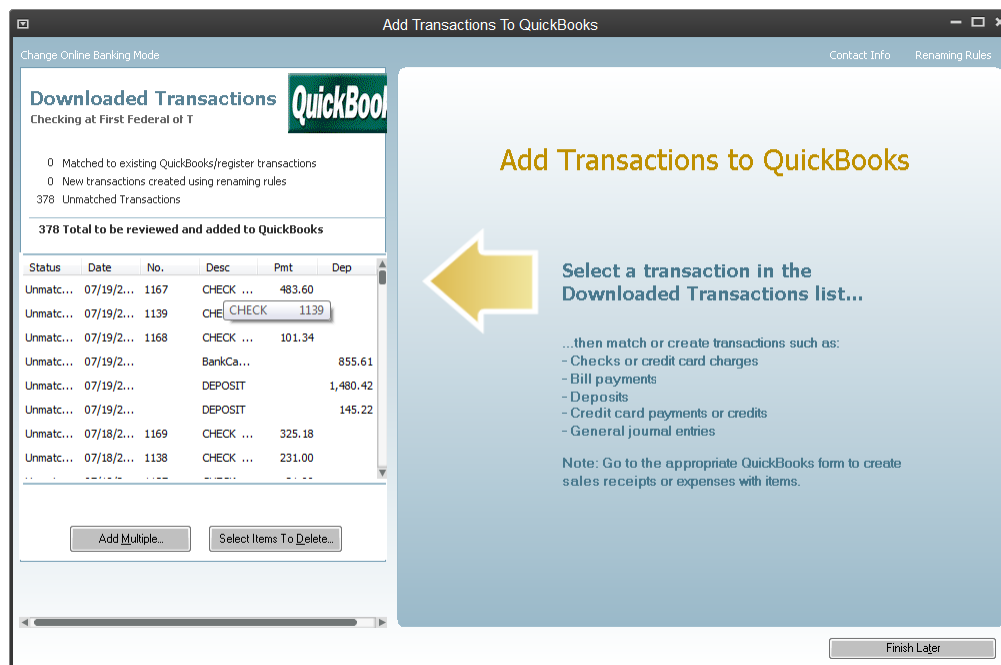 Add Transactions To QuickBooks
Change Online Banking Mode
Contact Info
Renaming Rules
Downloaded Transactions
Checking at First Federal of T
QuickBoo
0 Matched to existing QuickBooks/register transactions
0 New transactions created using renaming rules
378 Unmatched Transactions
378 Total to be reviewed and added to QuickBooks
Status Date No. Desc Pmt Dep
Unmatc... 07/19/2... 1167 CHECK ... 483.60
Unmatc... 07/19/2... 1139 CHE
CHECK 1139
Unmatc... 07/19/2... 1168 CHECK ... 101.34
Unmatc... 07/19/2... BankCa... 855.61
Unmatc... 07/19/2... DEPOSIT 1,480.42
Unmatc... 07/19/2... DEPOSIT 145.22
Unmatc... 07/18/2... 1169 CHECK ... 325.18
Unmatc... 07/18/2... 1138 CHECK ... 231.00
Add Multiple...
Select Items To Delete...
Add Transactions to QuickBooks
Select a transaction in the
Downloaded Transactions list...
...then match or create transactions such as:
- Checks or credit card charges
- Bill payments
- Deposits
- Credit card payments or credits
- General journal entries
Note: Go to the appropriate QuickBooks form to create
sales receipts or expenses with items.
Finish Later